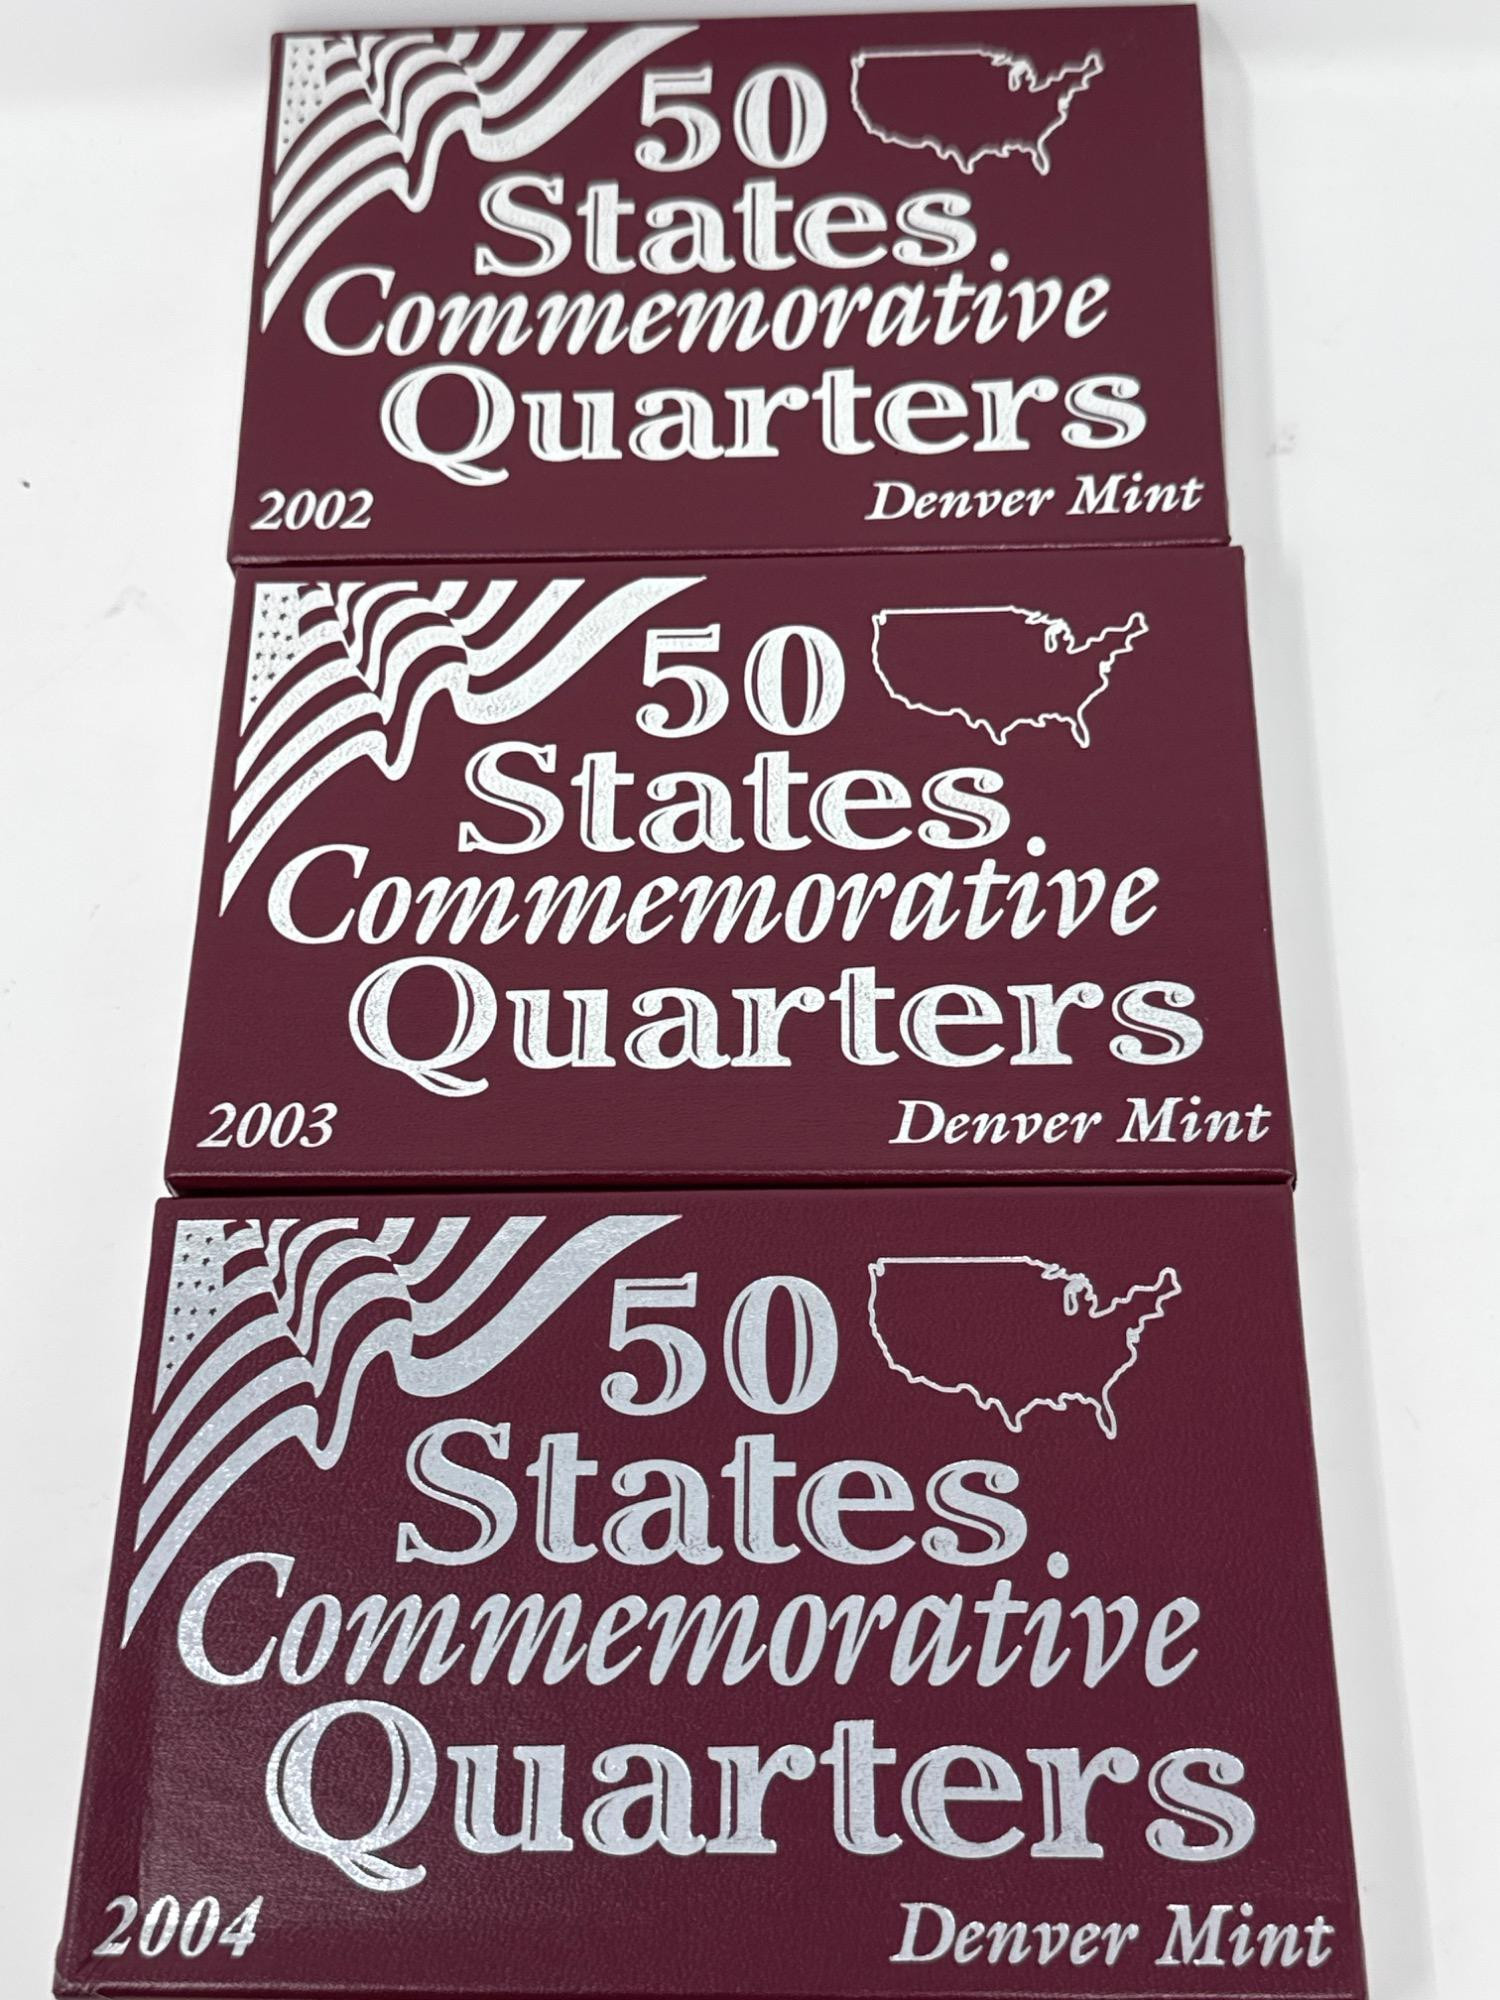 50
States
Commemorative
Quarters
2002 Denver Mint
50
States
Commemorative
Quarters
2003 Denver Mint
50
States
Commemorative
Quarters
2004 Denver Mint